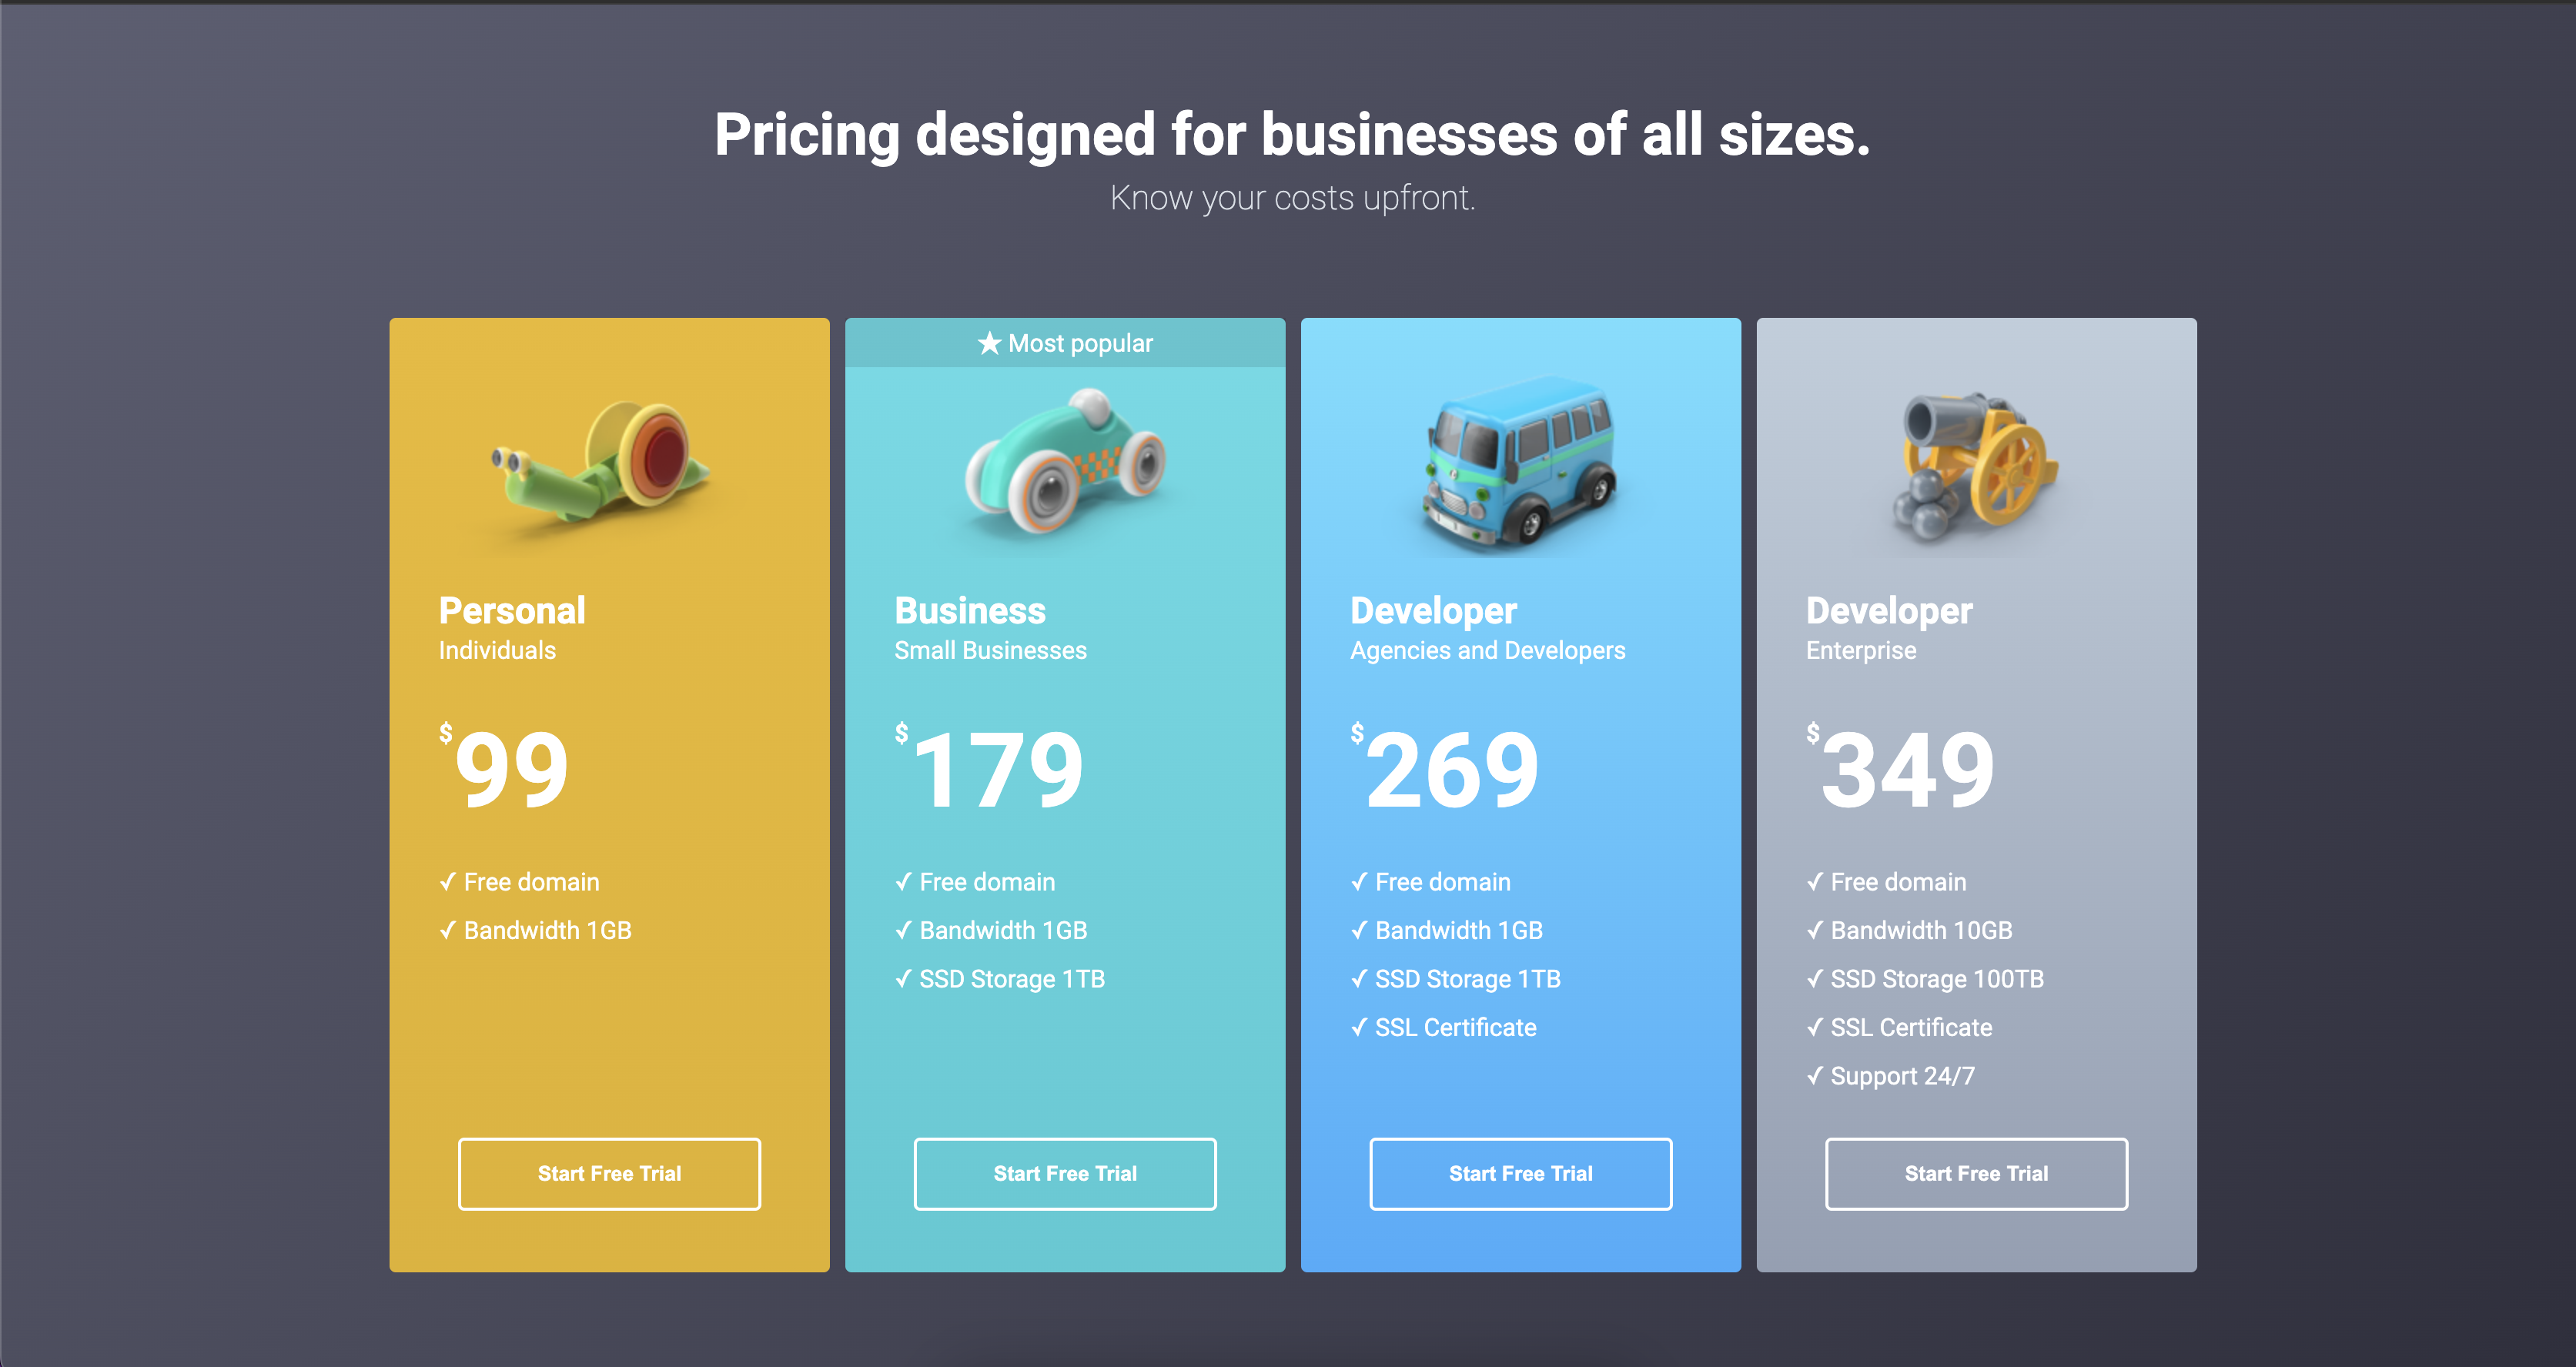 Pricing designed for businesses of all sizes.
Know your costs upfront.
Personal
Individuals
$99
✓ Free domain
✓ Bandwidth 1GB
Start Free Trial
★ Most popular
Business
Small Businesses
$179
✓ Free domain
✓ Bandwidth 1GB
✓ SSD Storage 1TB
Start Free Trial
Developer
Agencies and Developers
$269
✓ Free domain
✓ Bandwidth 1GB
✓ SSD Storage 1TB
✓ SSL Certificate
Start Free Trial
Developer
Enterprise
$349
✓ Free domain
✓ Bandwidth 10GB
✓ SSD Storage 100TB
✓ SSL Certificate
✓ Support 24/7
Start Free Trial